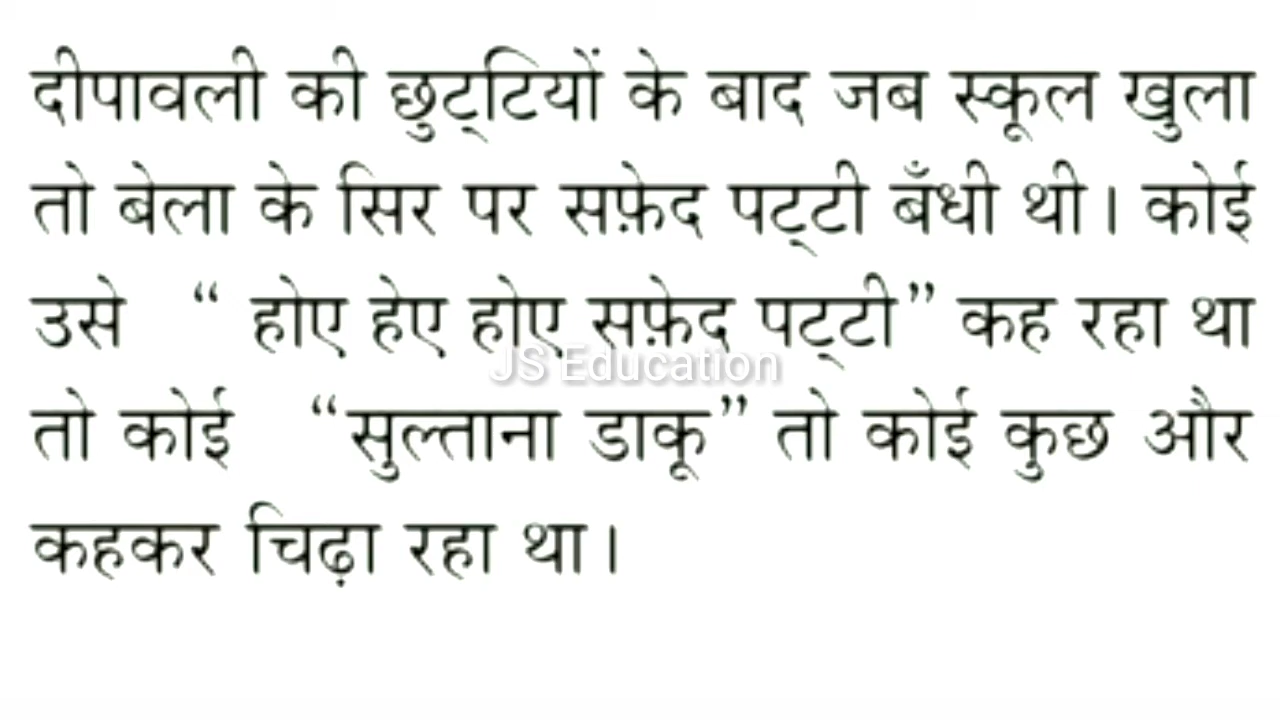 दीपावली की छुट्टियों के बाद जब स्कूल खुला
तो बेला के सिर पर सफ़ेद पट्टी बँधी थी। कोई
उसे “ होए हेए होए सफ़ेद पट्टी” कह रहा था
JS Education
तो कोई “सुल्ताना डाकू” तो कोई कुछ और
कहकर चिढ़ा रहा था।